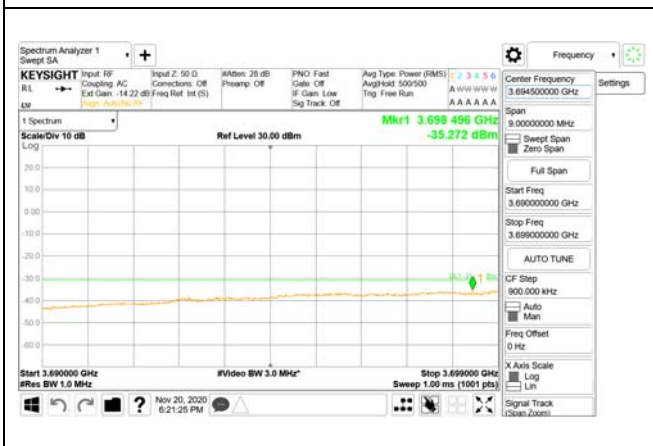 Spectrum Analyzer 1
Swept SA
Frequency
Settings
KEYSIGHT
RL
Input: RF
Coupling: AC
Ext Gain: -14.22 dB
Align: Auto/No RF
Input Z: 50 Ω
Corrections: Off
Freq Ref: Int (S)
#Atten: 28 dB
Preamp: Off
PNO: Fast
Gate: Off
IF Gain: Low
Sig Track: Off
Avg Type: Power (RMS)
Avg|Hold: 500/500
Trig: Free Run
1 2 3 4 5 6
A W W W W W
A A A A A A
1 Spectrum
Scale/Div 10 dB
Log
Ref Level 30.00 dBm
Mkr1 3.698 496 GHz
-35.272 dBm
20.0
10.0
0.00
-10.0
-20.0
-30.0
-40.0
-50.0
-60.0
1
Start 3.690000 GHz
#Res BW 1.0 MHz
#Video BW 3.0 MHz*
Stop 3.699000 GHz
Sweep 1.00 ms (1001 pts)
Center Frequency
3.694500000 GHz
Span
9.00000000 MHz
Swept Span
Zero Span
Full Span
Start Freq
3.690000000 GHz
Stop Freq
3.699000000 GHz
AUTO TUNE
CF Step
900.000 kHz
Auto
Man
Freq Offset
0 Hz
X Axis Scale
Log
Lin
Signal Track
(Span Zoom)
?
Nov 20, 2020
6:21:25 PM